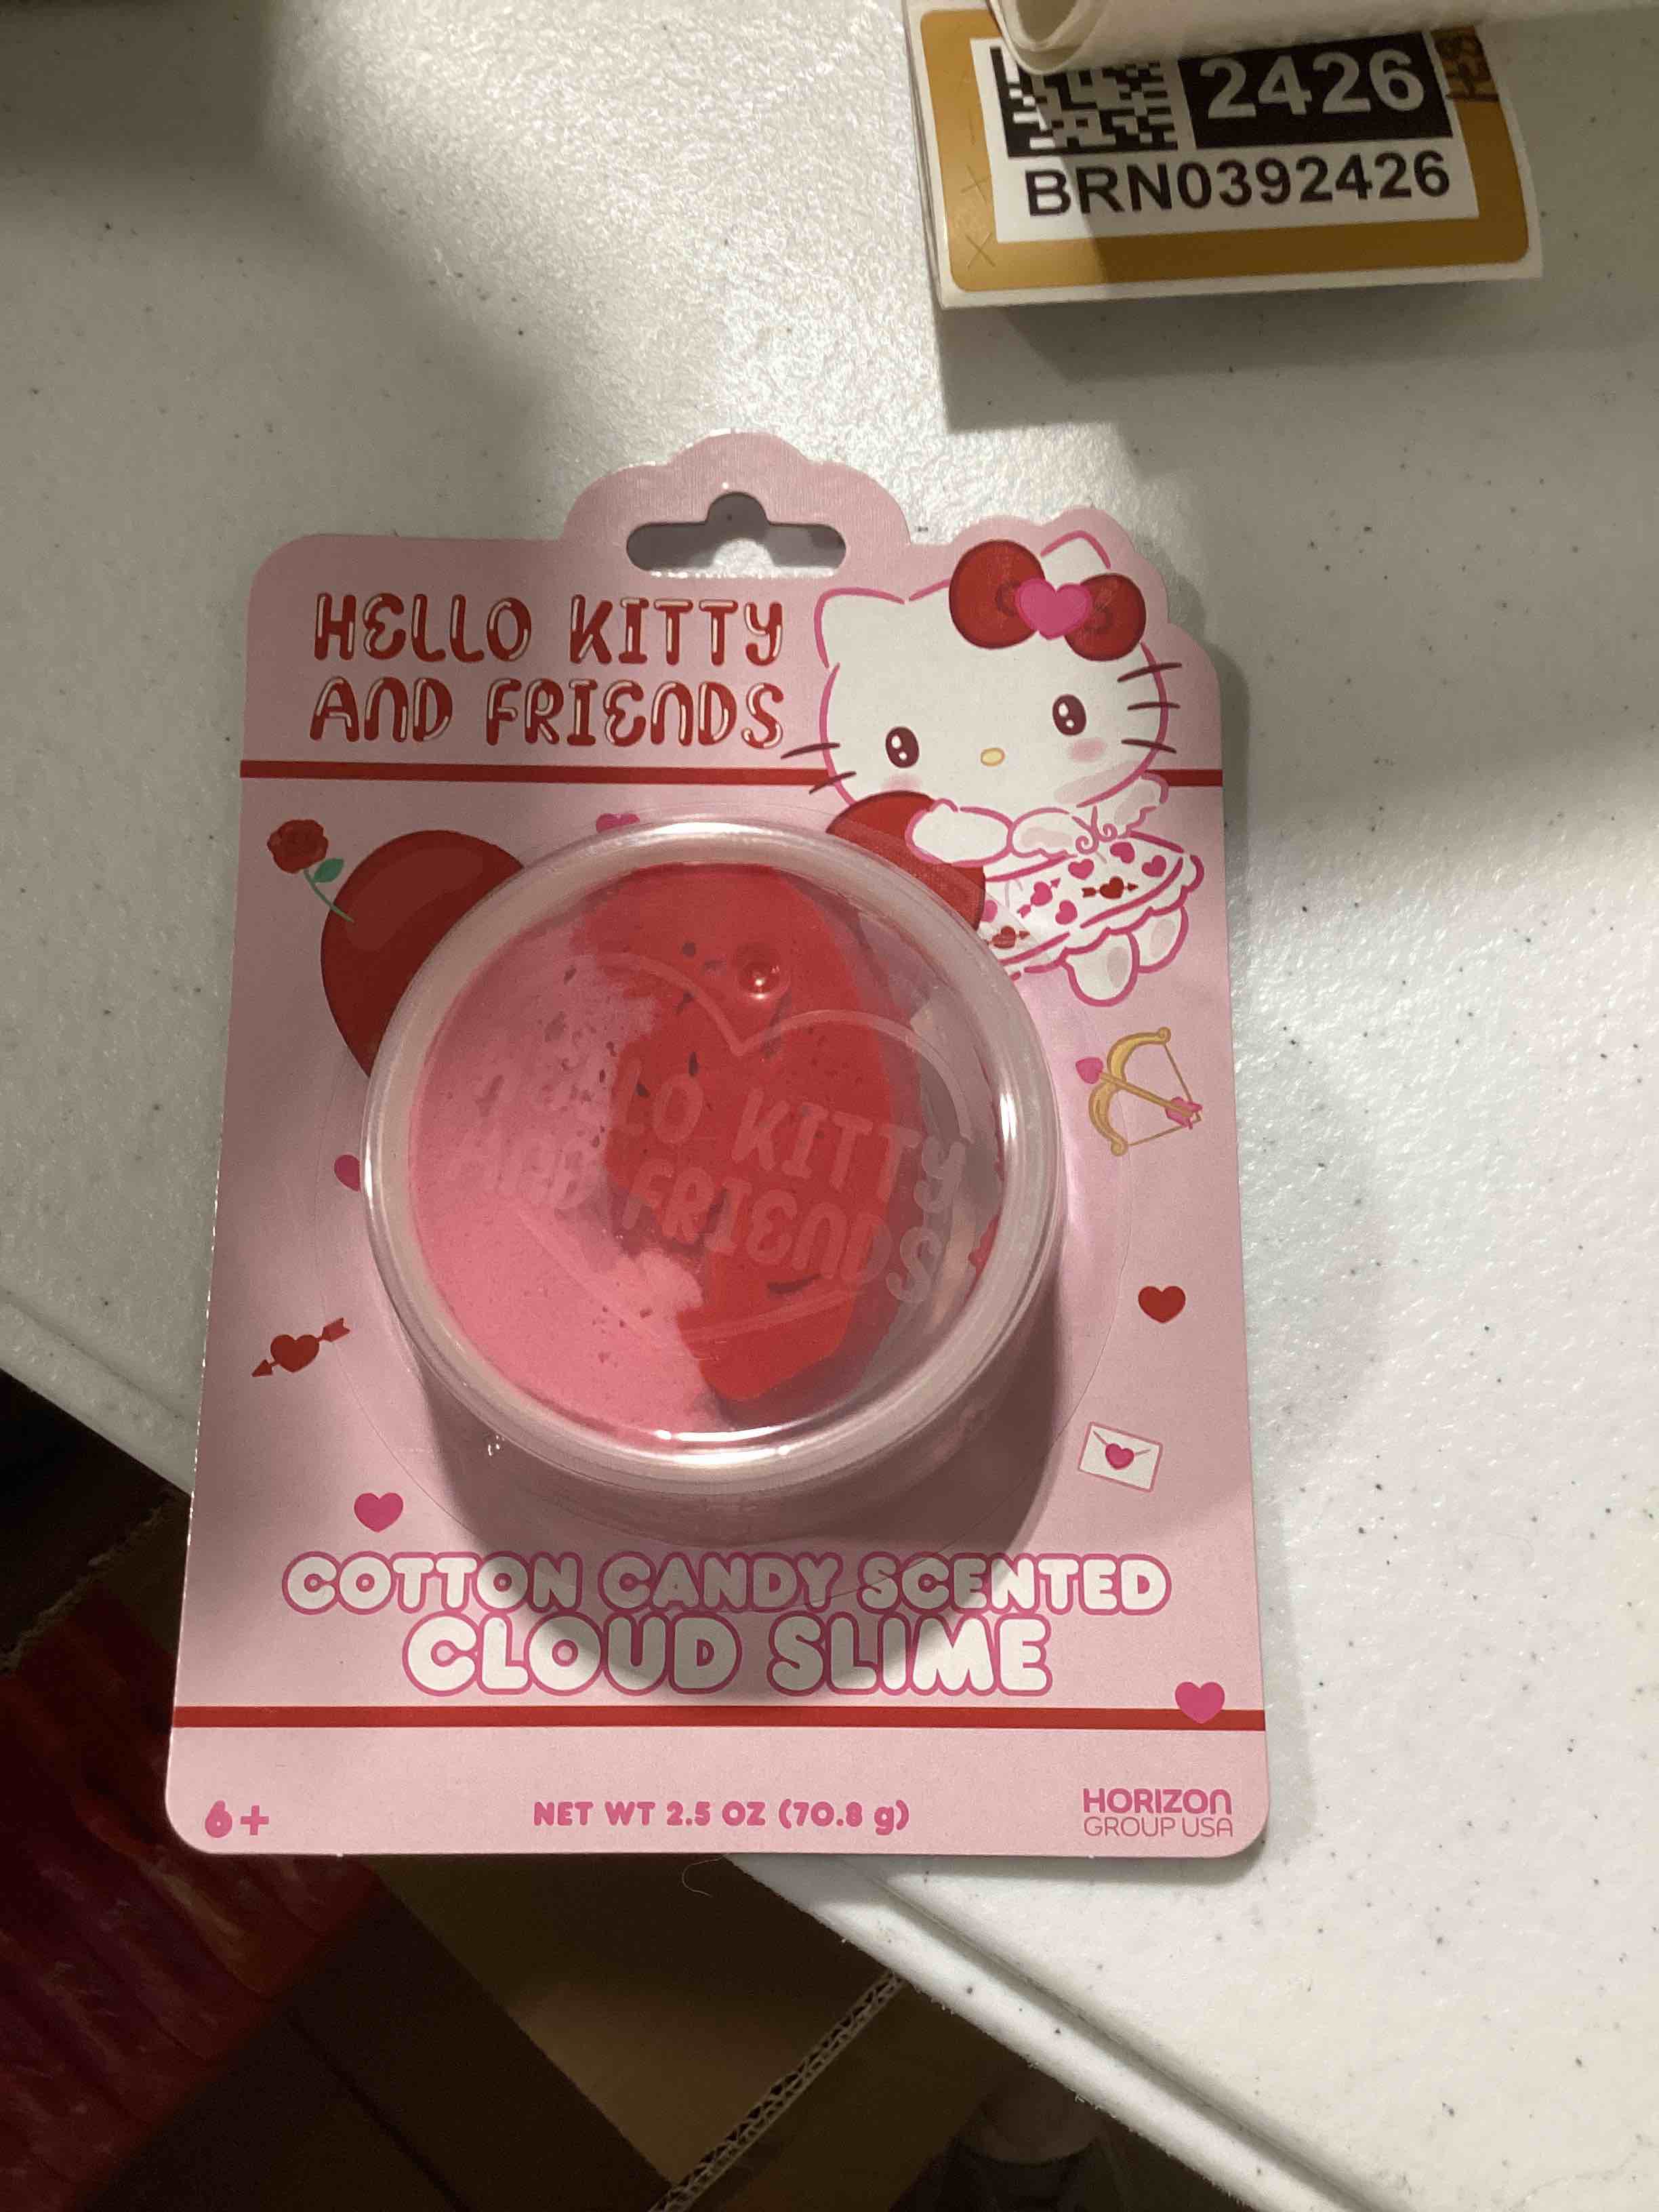 2426
BRN0392426
HELLO KITTY
AND FRIENDS
HELLO KITTY
AND FRIENDS
COTTON CANDY SCENTED
CLOUD SLIME
6+
NET WT 2.5 OZ (70.8 g)
HORIZON
GROUP USA